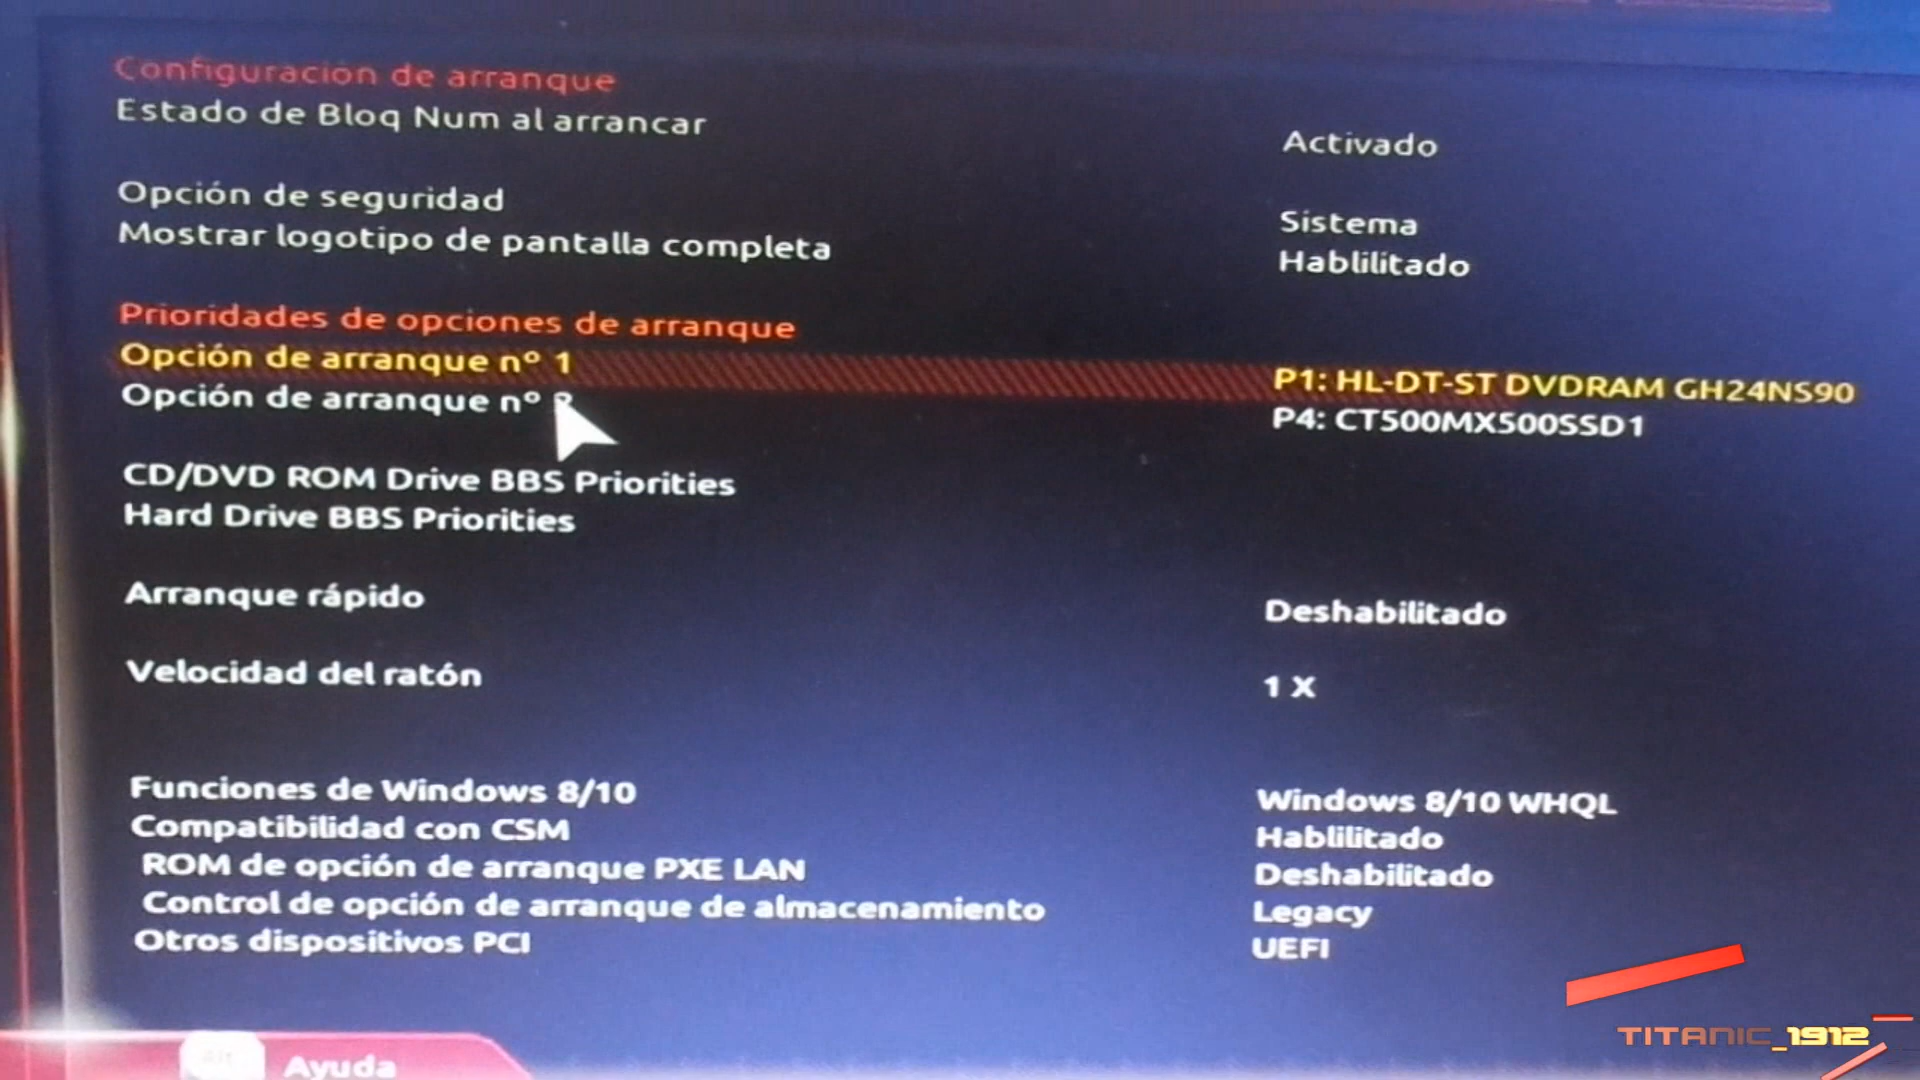 Configuración de arranque
Estado de Bloq Num al arrancar Activado
Opción de seguridad Sistema
Mostrar logotipo de pantalla completa Hablilitado
Prioridades de opciones de arranque
Opción de arranque nº 1 P1: HL-DT-ST DVDRAM GH24NS90
Opción de arranque nº P4: CT500MX500SSD1
CD/DVD ROM Drive BBS Priorities
Hard Drive BBS Priorities
Arranque rápido Deshabilitado
Velocidad del ratón 1 X
Funciones de Windows 8/10 Windows 8/10 WHQL
Compatibilidad con CSM Hablilitado
ROM de opción de arranque PXE LAN Deshabilitado
Control de opción de arranque de almacenamiento Legacy
Otros dispositivos PCI UEFI
Ayuda
TITANIC_1912